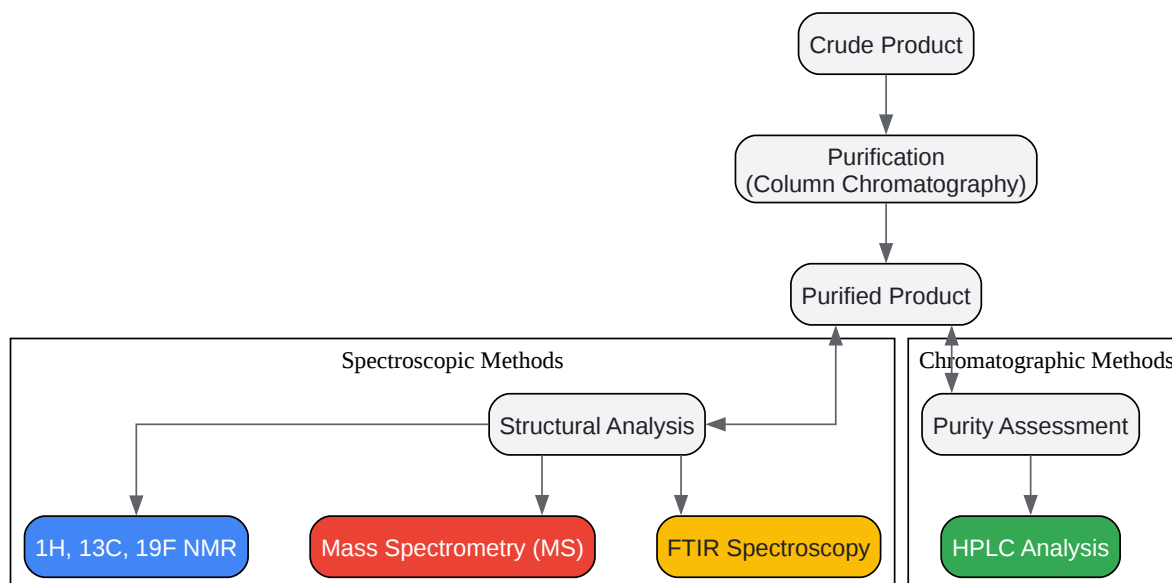 Crude Product
Purification
(Column Chromatography)
Purified Product
Spectroscopic Methods
Chromatographic Methods
Structural Analysis
Purity Assessment
1H, 13C, 19F NMR
Mass Spectrometry (MS)
FTIR Spectroscopy
HPLC Analysis